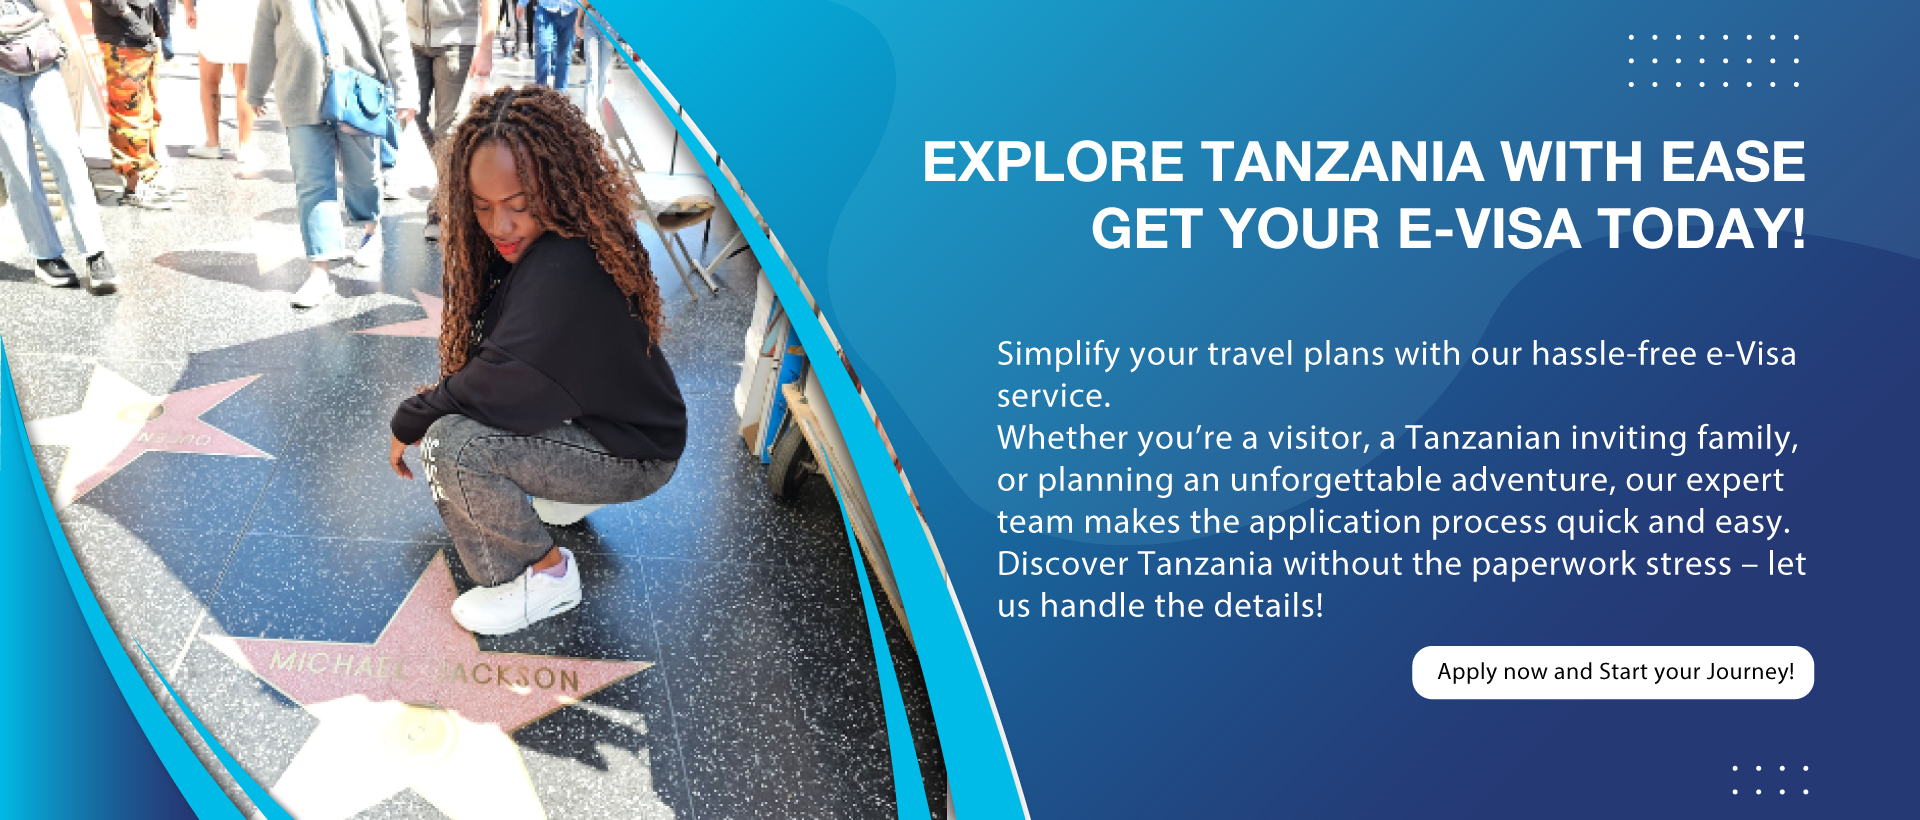 EXPLORE TANZANIA WITH EASE
GET YOUR E-VISA TODAY!
Simplify your travel plans with our hassle-free e-Visa
service.
Whether you’re a visitor, a Tanzanian inviting family,
or planning an unforgettable adventure, our expert
team makes the application process quick and easy.
Discover Tanzania without the paperwork stress – let
us handle the details!
Apply now and Start your Journey!
QUEEN
MICHAEL JACKSON